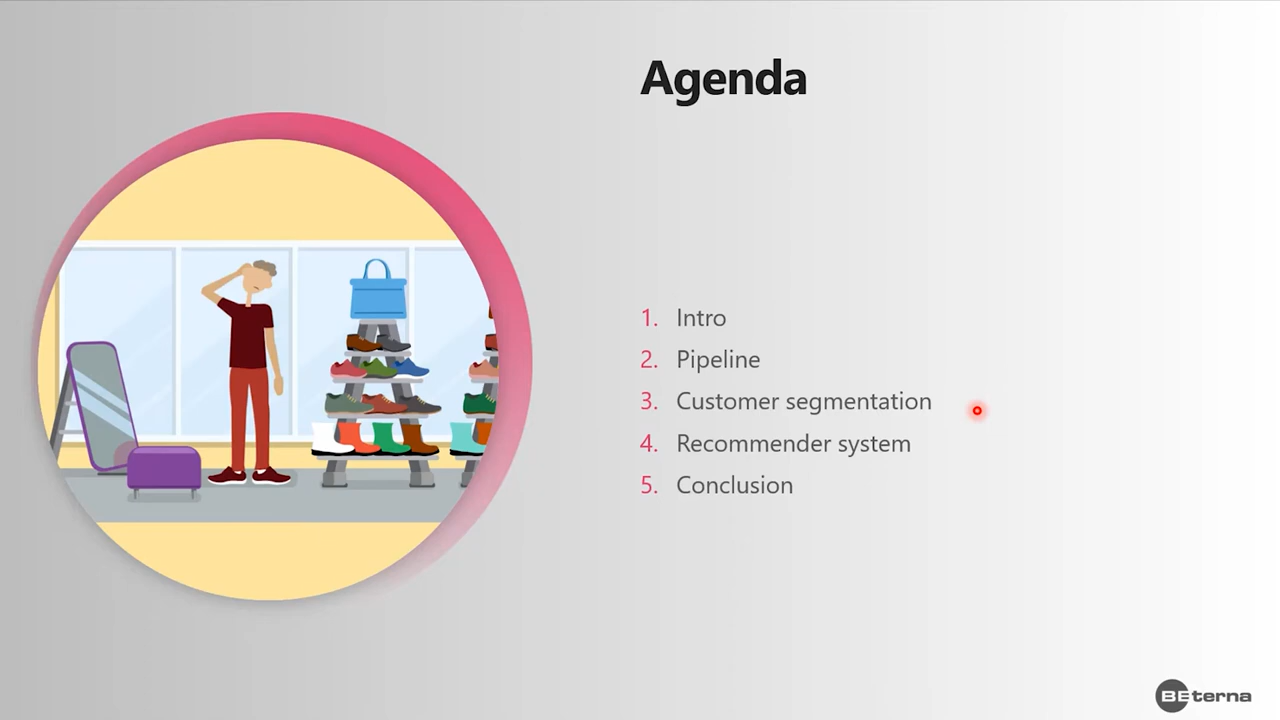 Agenda
1. Intro
2. Pipeline
3. Customer segmentation
4. Recommender system
5. Conclusion
BEterna